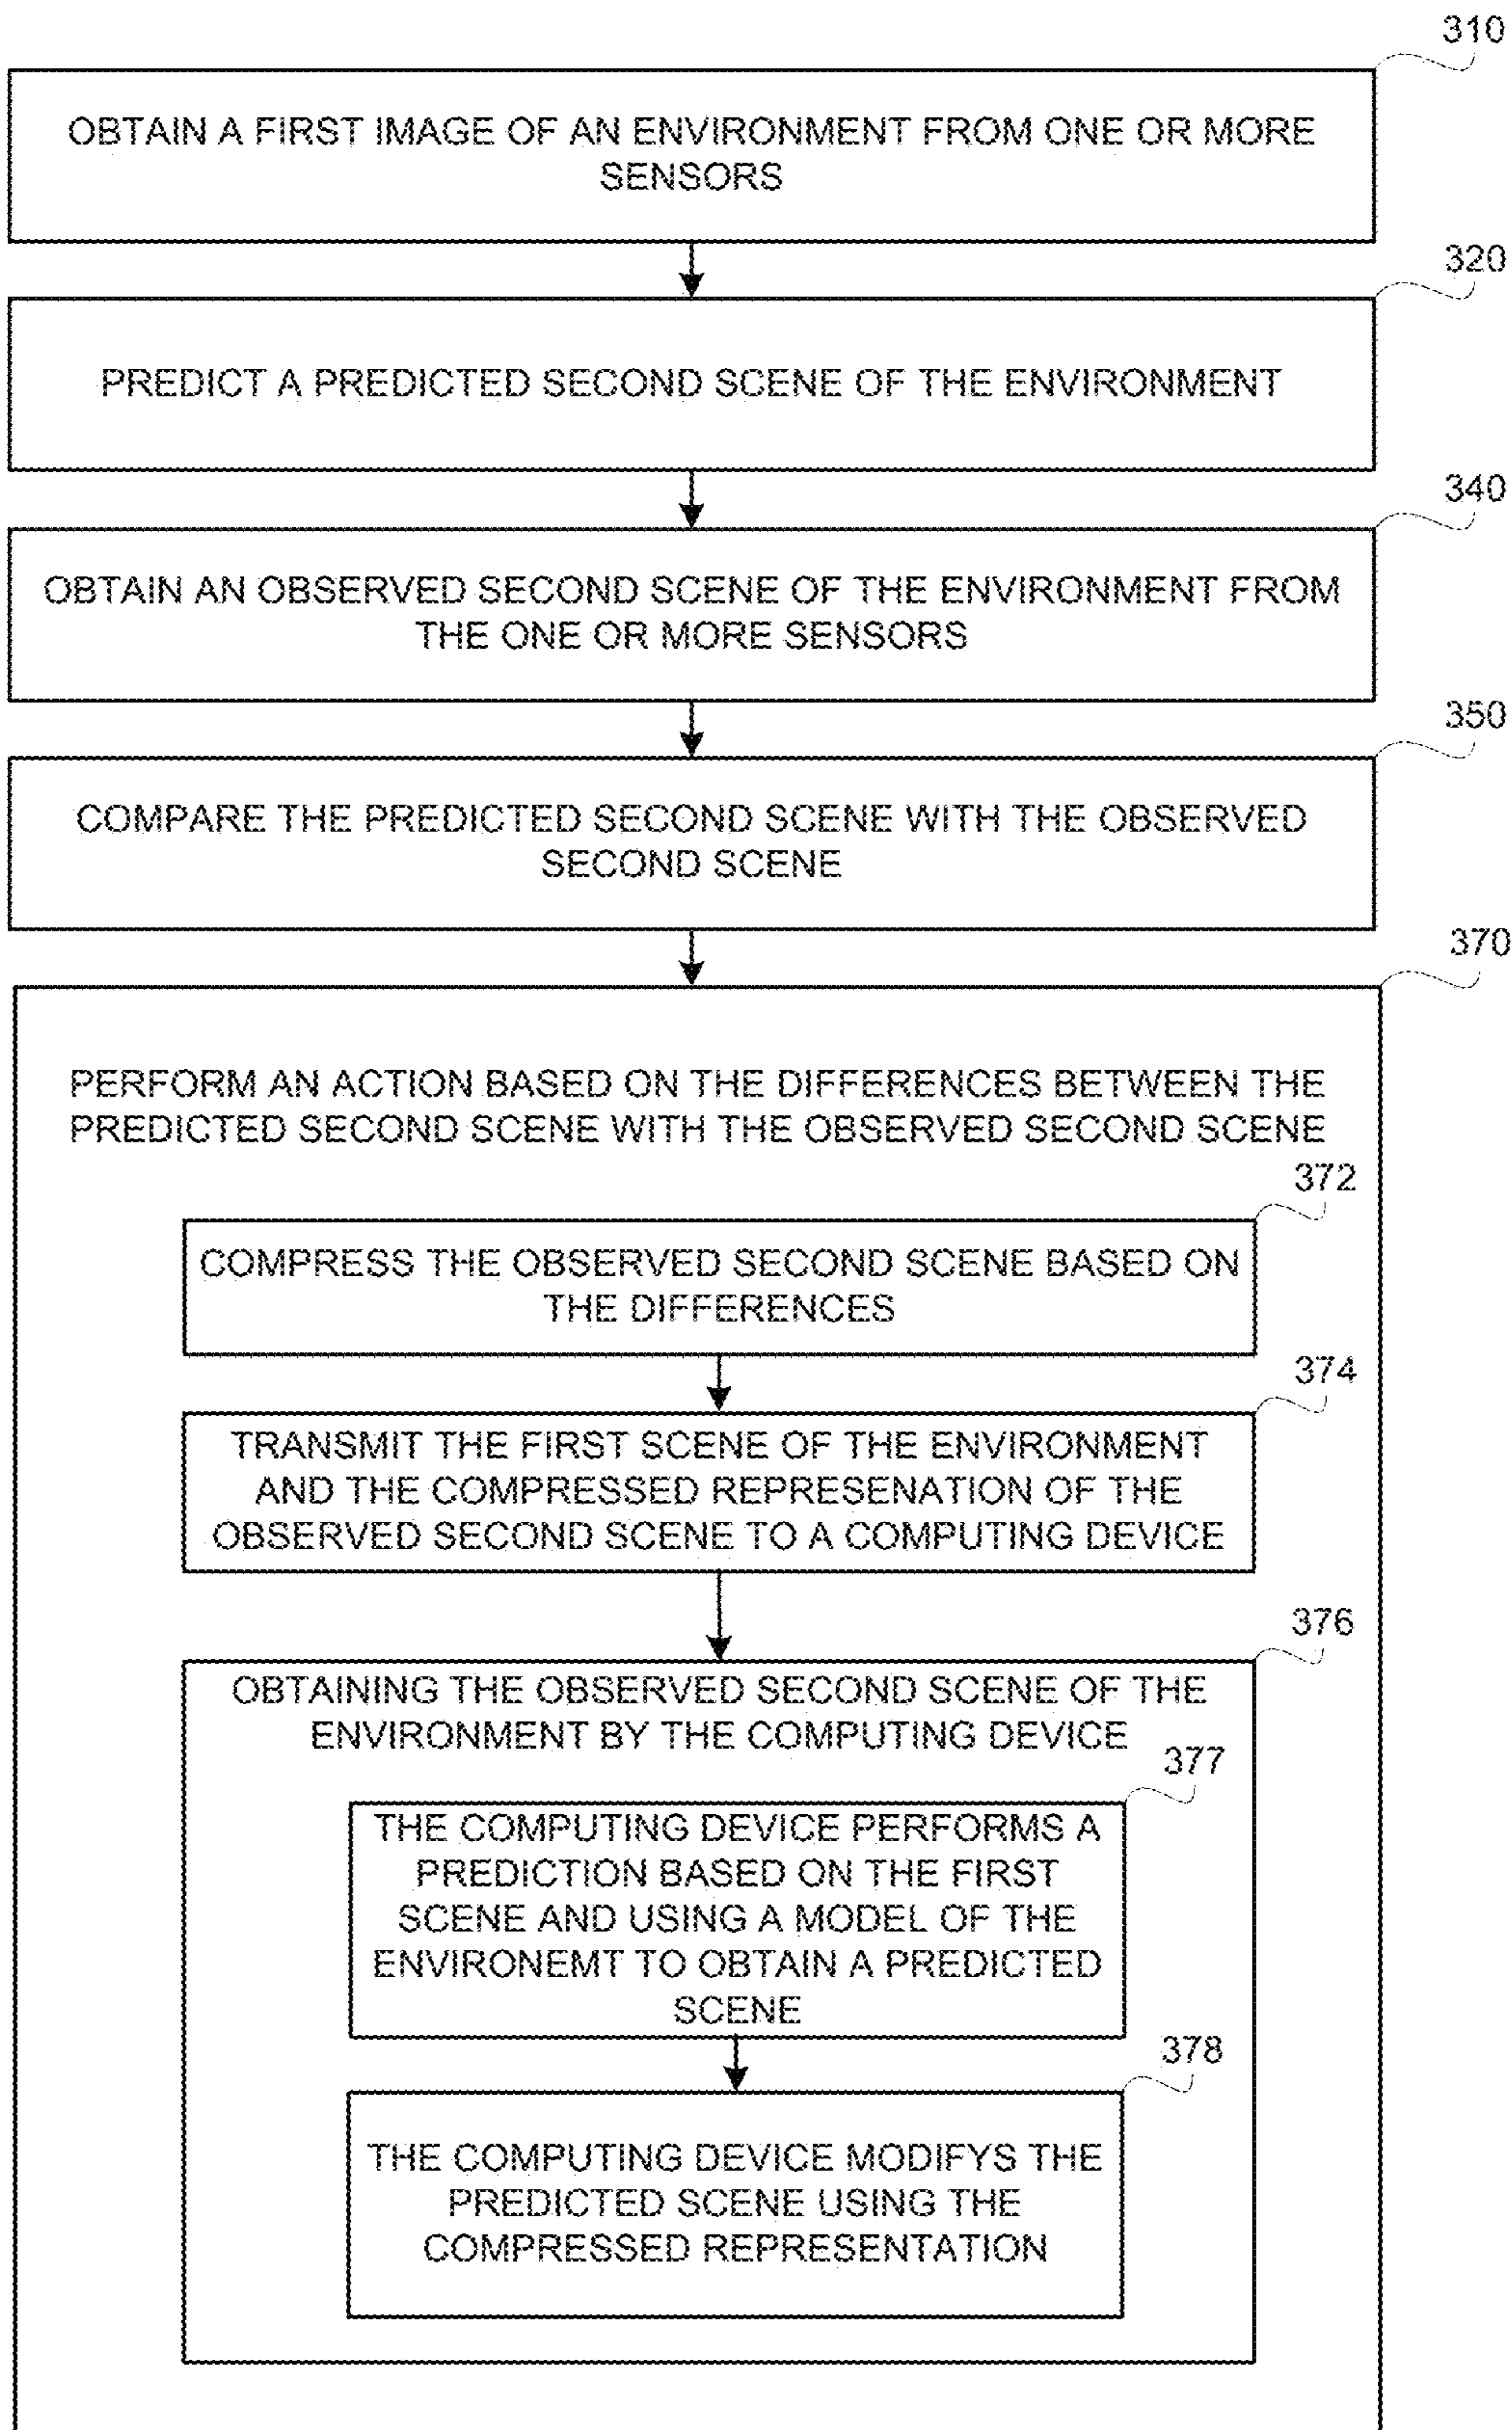 310
OBTAIN A FIRST IMAGE OF AN ENVIRONMENT FROM ONE OR MORE
SENSORS
320
PREDICT A PREDICTED SECOND SCENE OF THE ENVIRONMENT
340
OBTAIN AN OBSERVED SECOND SCENE OF THE ENVIRONMENT FROM
THE ONE OR MORE SENSORS
350
COMPARE THE PREDICTED SECOND SCENE WITH THE OBSERVED
SECOND SCENE
370
PERFORM AN ACTION BASED ON THE DIFFERENCES BETWEEN THE
PREDICTED SECOND SCENE WITH THE OBSERVED SECOND SCENE
372
COMPRESS THE OBSERVED SECOND SCENE BASED ON
THE DIFFERENCES
374
TRANSMIT THE FIRST SCENE OF THE ENVIRONMENT
AND THE COMPRESSED REPRESENATION OF THE
OBSERVED SECOND SCENE TO A COMPUTING DEVICE
376
OBTAINING THE OBSERVED SECOND SCENE OF THE
ENVIRONMENT BY THE COMPUTING DEVICE
377
THE COMPUTING DEVICE PERFORMS A
PREDICTION BASED ON THE FIRST
SCENE AND USING A MODEL OF THE
ENVIRONEMT TO OBTAIN A PREDICTED
SCENE
378
THE COMPUTING DEVICE MODIFYS THE
PREDICTED SCENE USING THE
COMPRESSED REPRESENTATION